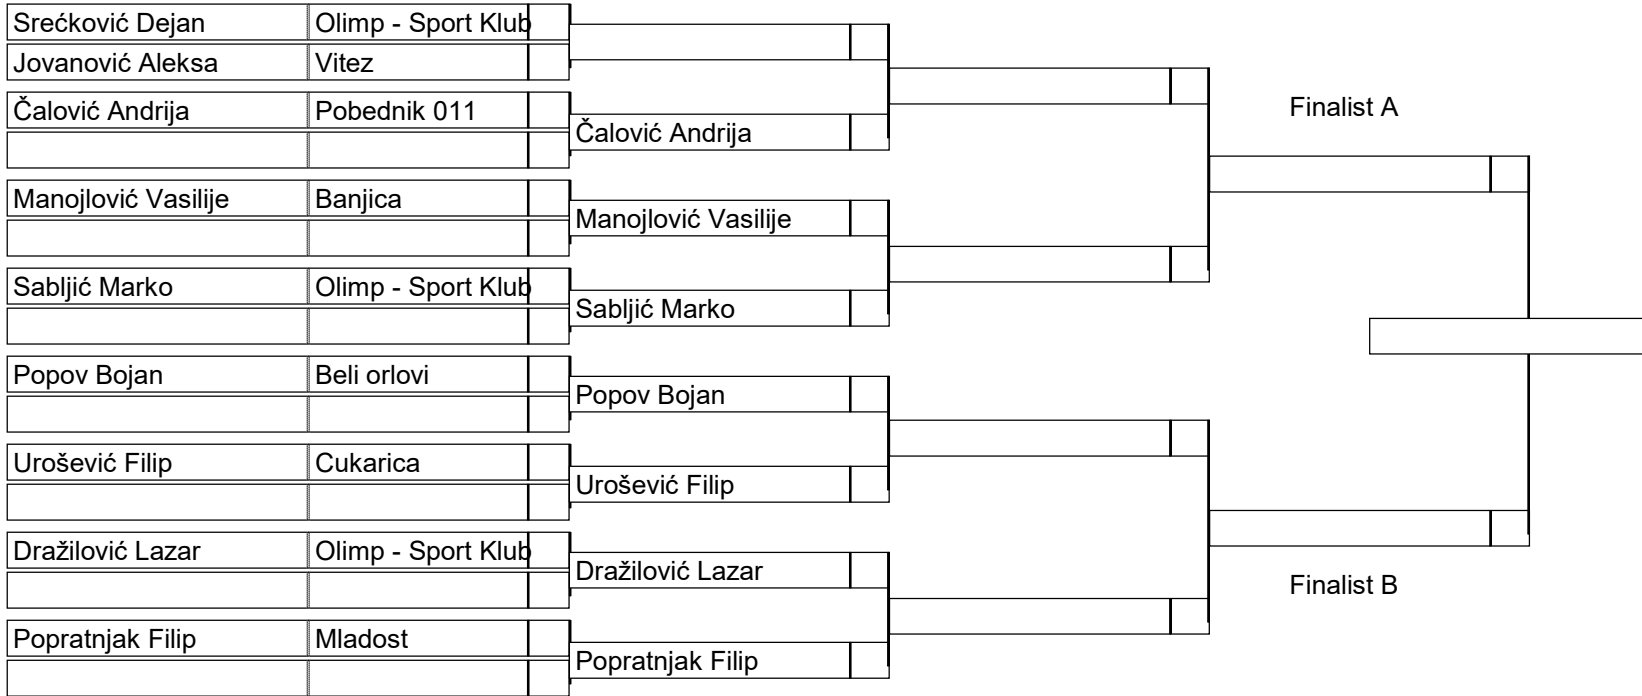 Srećković Dejan Olimp - Sport Klub
Jovanović Aleksa Vitez
Čalović Andrija Pobednik 011
Čalović Andrija
Finalist A
Manojlović Vasilije Banjica
Manojlović Vasilije
Sabljić Marko Olimp - Sport Klub
Sabljić Marko
Popov Bojan Beli orlovi
Popov Bojan
Urošević Filip Cukarica
Urošević Filip
Dražilović Lazar Olimp - Sport Klub
Dražilović Lazar
Finalist B
Popratnjak Filip Mladost
Popratnjak Filip